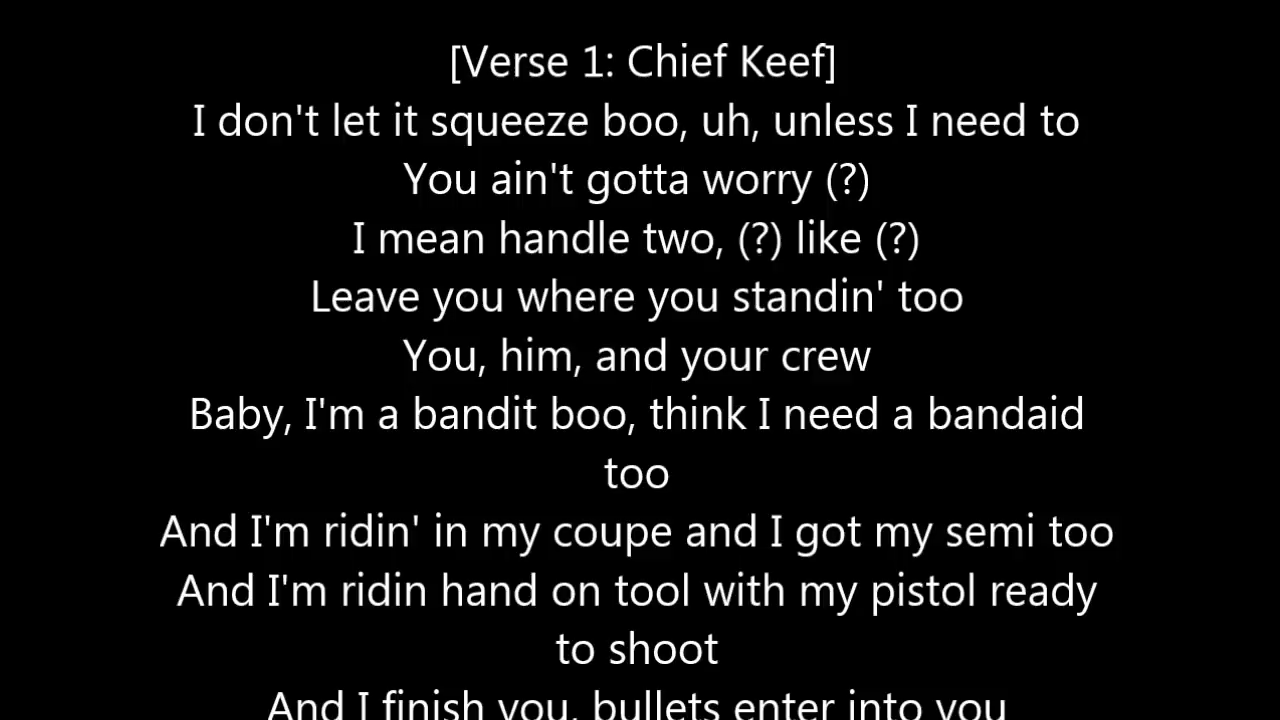 [Verse 1: Chief Keef]
I don't let it squeeze boo, uh, unless I need to
You ain't gotta worry (?)
I mean handle two, (?) like (?)
Leave you where you standin' too
You, him, and your crew
Baby, I'm a bandit boo, think I need a bandaid
too
And I'm ridin' in my coupe and I got my semi too
And I'm ridin hand on tool with my pistol ready
to shoot
And I finish you, bullets enter into you